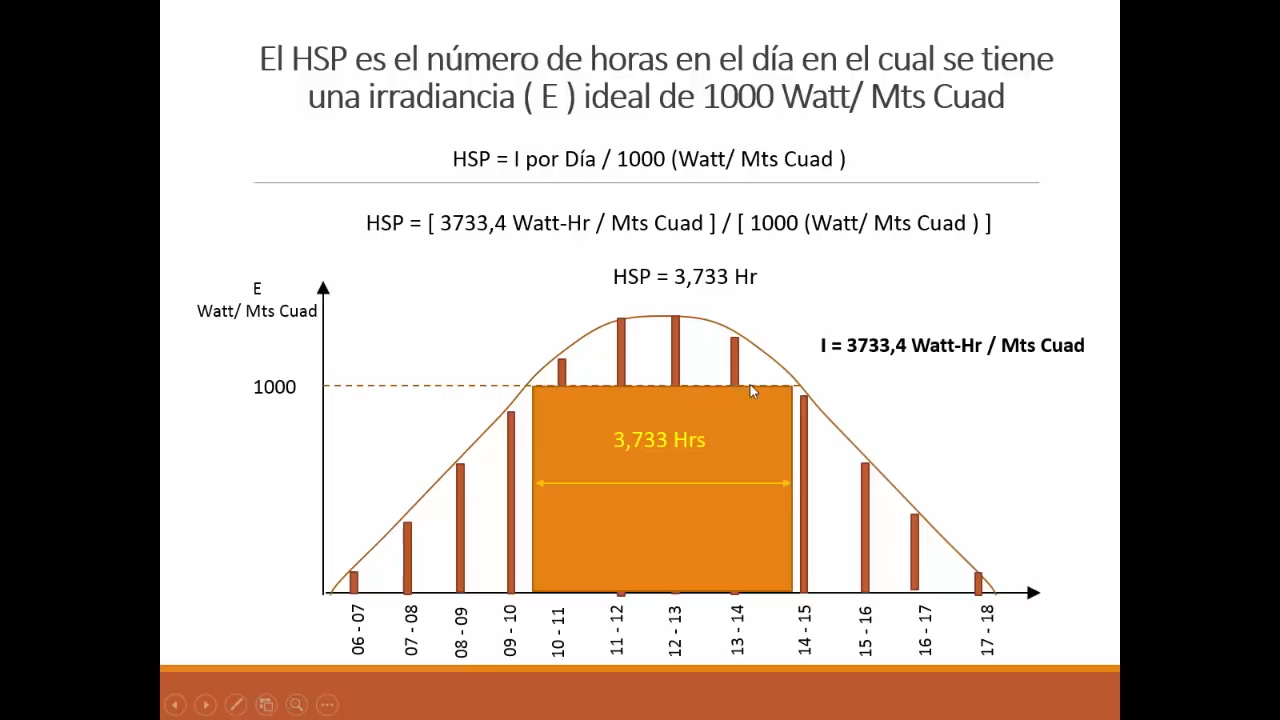 El HSP es el número de horas en el día en el cual se tiene
una irradiancia ( E ) ideal de 1000 Watt/ Mts Cuad
HSP = I por Día / 1000 (Watt/ Mts Cuad )
HSP = [ 3733,4 Watt-Hr / Mts Cuad ] / [ 1000 (Watt/ Mts Cuad ) ]
HSP = 3,733 Hr
E
Watt/ Mts Cuad
I = 3733,4 Watt-Hr / Mts Cuad
1000
3,733 Hrs
06 - 07
07 - 08
08 - 09
09 - 10
10 - 11
11 - 12
12 - 13
13 - 14
14 - 15
15 - 16
16 - 17
17 - 18